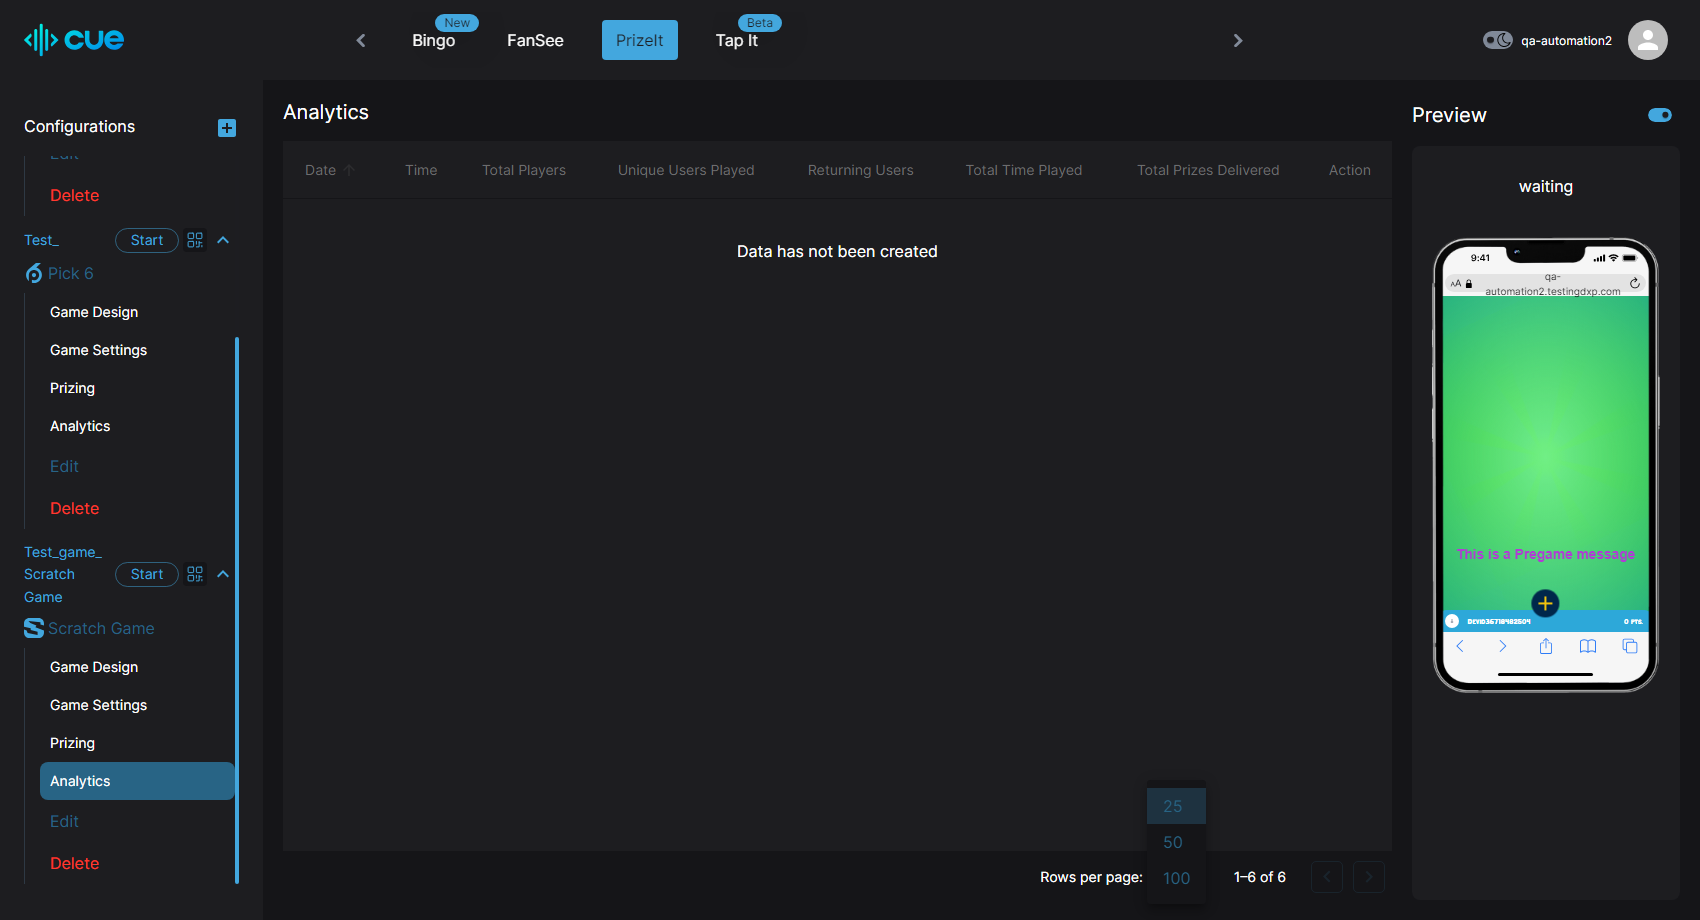 cue
New
Bingo
FanSee
PrizeIt
Beta
Tap It
qa-automation2
Configurations
Edit
Delete
Test_
Start
Pick 6
Game Design
Game Settings
Prizing
Analytics
Edit
Delete
Test_game_
Scratch
Game
Start
Scratch Game
Game Design
Game Settings
Prizing
Analytics
Edit
Delete
Analytics
Date
Time
Total Players
Unique Users Played
Returning Users
Total Time Played
Total Prizes Delivered
Action
Data has not been created
Rows per page:
25
50
100
1–6 of 6
Preview
waiting
9:41
AA
qa-
automation2.testingdxp.com
This is a Pregame message
0 PTS.